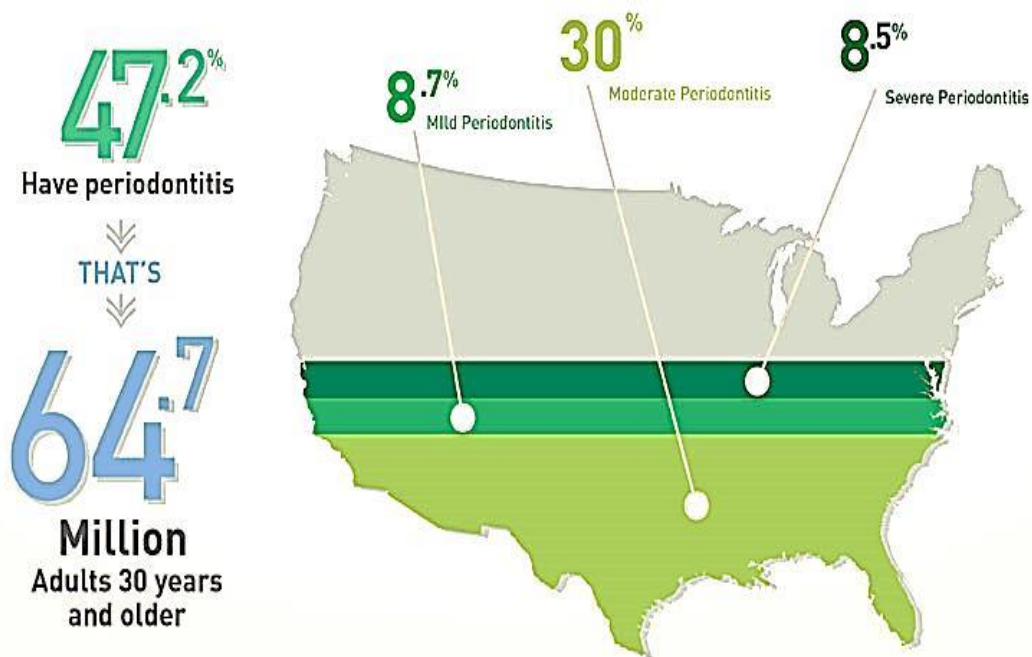 47.2%
Have periodontitis
THAT'S
64.7
Million
Adults 30 years
and older
8.7%
MIld Periodontitis
30%
Moderate Periodontitis
8.5%
Severe Periodontitis